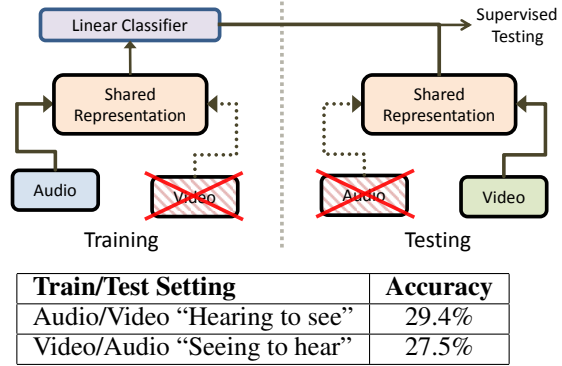 Linear Classifier
Supervised
Testing
Shared
Representation
Shared
Representation
Audio
Video
Audio
Video
Training
Testing
Train/Test Setting Accuracy
Audio/Video “Hearing to see” 29.4%
Video/Audio “Seeing to hear” 27.5%